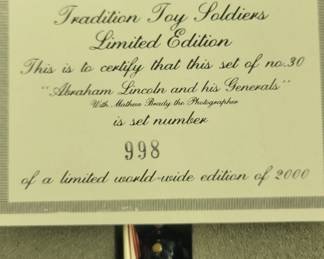 Tradition Toy Soldiers
Limited Edition
This is to certify that this set of no.30
"Abraham Lincoln and his Generals"
With Mathew Brady the Photographer
is set number
998
of a limited world-wide edition of 2000